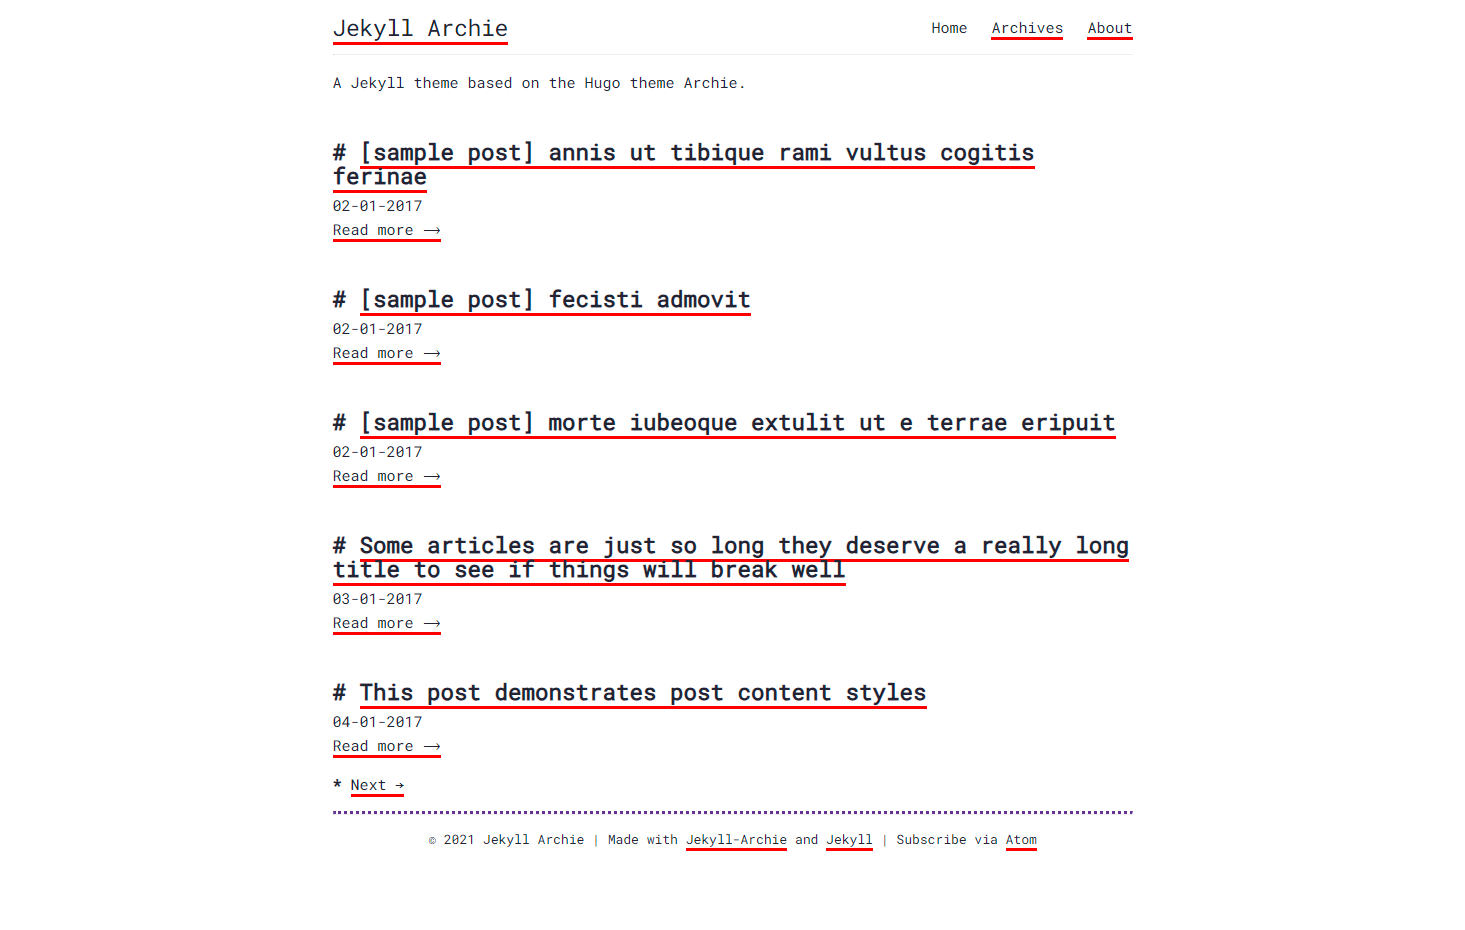 Jekyll Archie
Home Archives About
A Jekyll theme based on the Hugo theme Archie.
# [sample post] annis ut tibique rami vultus cogitis
ferinae
02-01-2017
Read more ⟶
# [sample post] fecisti admovit
02-01-2017
Read more ⟶
# [sample post] morte iubeoque extulit ut e terrae eripuit
02-01-2017
Read more ⟶
# Some articles are just so long they deserve a really long
title to see if things will break well
03-01-2017
Read more ⟶
# This post demonstrates post content styles
04-01-2017
Read more ⟶
* Next →
© 2021 Jekyll Archie | Made with Jekyll-Archie and Jekyll | Subscribe via Atom